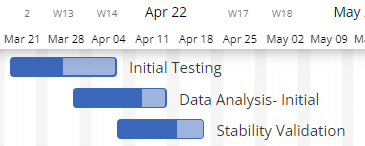 2 W13 W14 Apr 22 W17 W18 May
Mar 21 Mar 28 Apr 04 Apr 11 Apr 18 Apr 25 May 02 May 09 Ma
Initial Testing
Data Analysis- Initial
Stability Validation